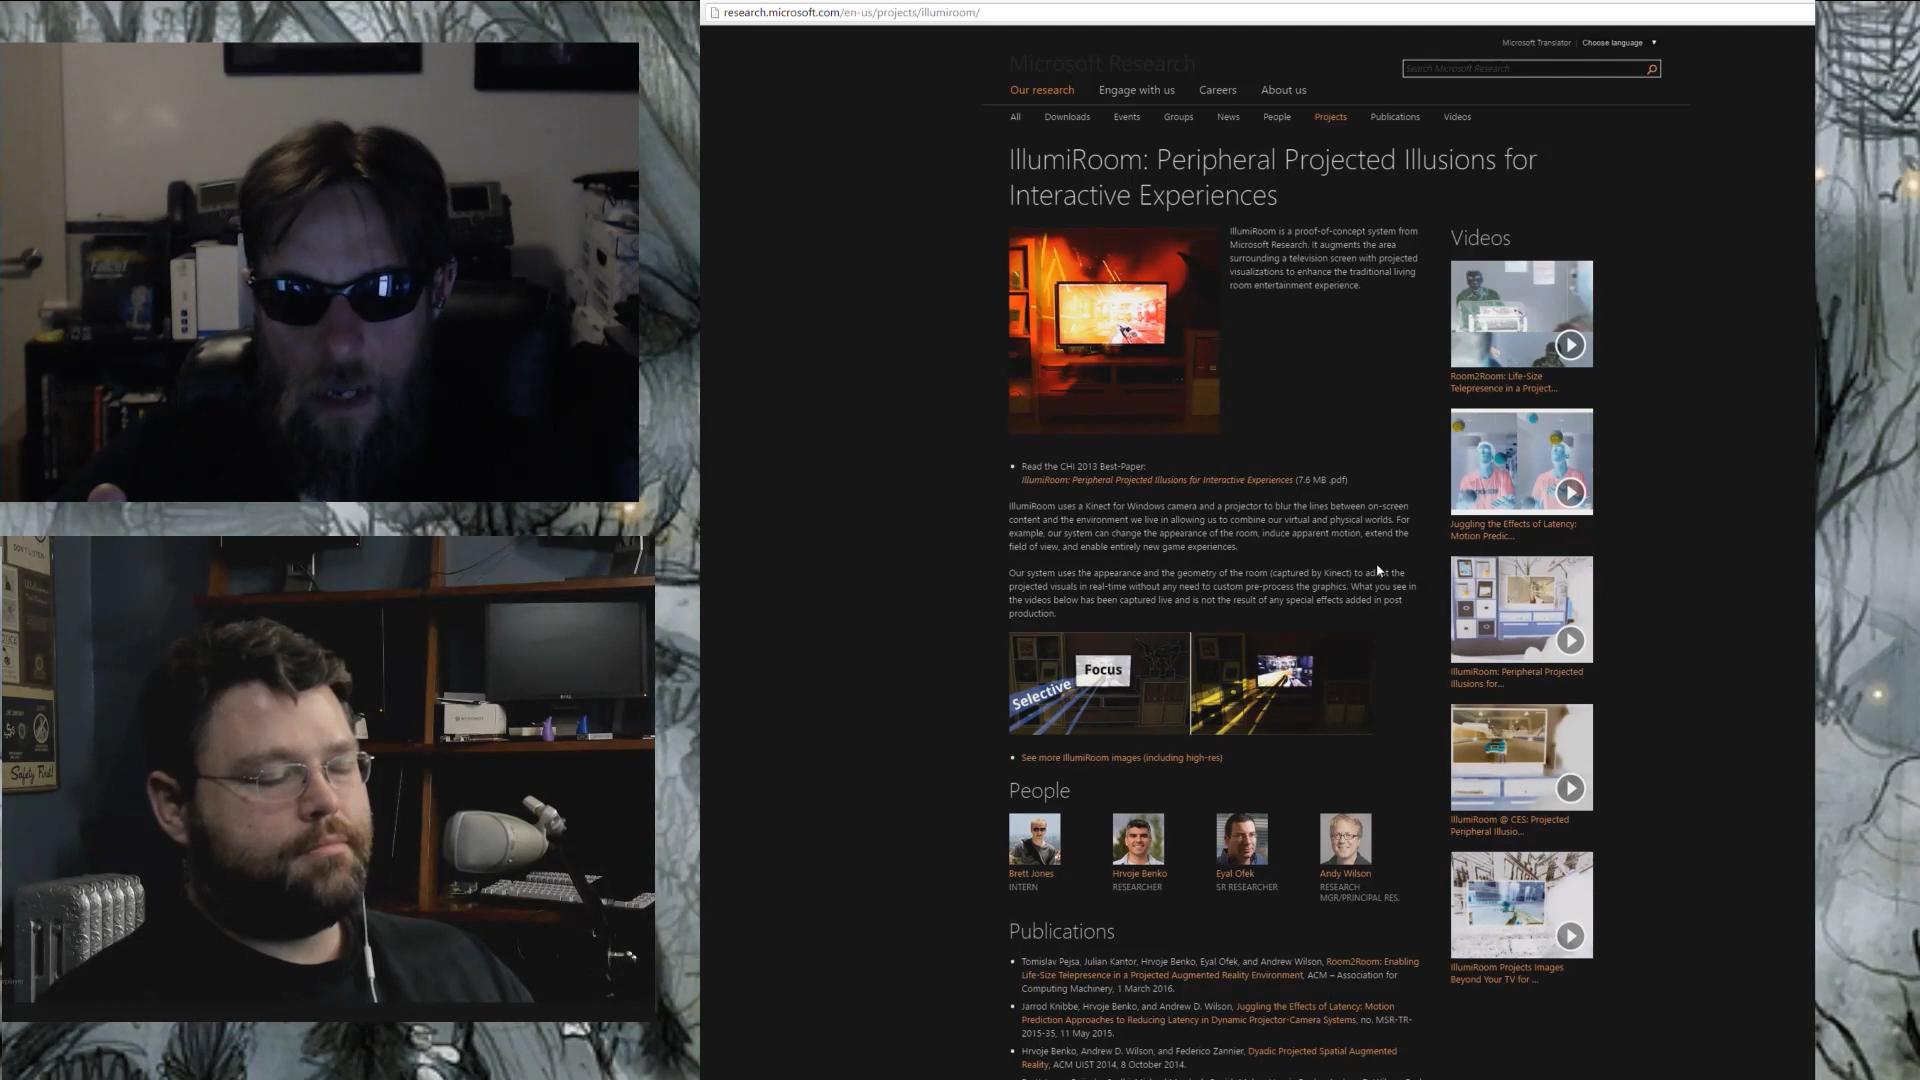 research.microsoft.com/en-us/projects/illumiroom/
Microsoft Translator | Choose language
Microsoft Research
Search Microsoft Research
Our research Engage with us Careers About us
All Downloads Events Groups News People Projects Publications Videos
IllumiRoom: Peripheral Projected Illusions for
Interactive Experiences
IllumiRoom is a proof-of-concept system from
Microsoft Research. It augments the area
surrounding a television screen with projected
visualizations to enhance the traditional living
room entertainment experience.
Read the CHI 2013 Best-Paper:
IllumiRoom: Peripheral Projected Illusions for Interactive Experiences (7.6 MB .pdf)
IllumiRoom uses a Kinect for Windows camera and a projector to blur the lines between on-screen
content and the environment we live in allowing us to combine our virtual and physical worlds. For
example, our system can change the appearance of the room, induce apparent motion, extend the
field of view, and enable entirely new game experiences.
Our system uses the appearance and the geometry of the room (captured by Kinect) to adapt the
projected visuals in real-time without any need to custom pre-process the graphics. What you see in
the videos below has been captured live and is not the result of any special effects added in post
production.
Focus
Selective
See more IllumiRoom images (including high-res)
People
Brett Jones
INTERN
Hrvoje Benko
RESEARCHER
Eyal Ofek
SR RESEARCHER
Andy Wilson
RESEARCH
MGR/PRINCIPAL RES.
Publications
Tomislav Pejsa, Julian Kantor, Hrvoje Benko, Eyal Ofek, and Andrew Wilson, Room2Room: Enabling
Life-Size Telepresence in a Projected Augmented Reality Environment, ACM – Association for
Computing Machinery, 1 March 2016.
Jarrod Knibbe, Hrvoje Benko, and Andrew D. Wilson, Juggling the Effects of Latency: Motion
Prediction Approaches to Reducing Latency in Dynamic Projector-Camera Systems, no. MSR-TR-
2015-35, 11 May 2015.
Hrvoje Benko, Andrew D. Wilson, and Federico Zannier, Dyadic Projected Spatial Augmented
Reality, ACM UIST 2014, 8 October 2014.
Videos
Room2Room: Life-Size
Telepresence in a Project...
Juggling the Effects of Latency:
Motion Predic...
IllumiRoom: Peripheral Projected
Illusions for...
IllumiRoom @ CES: Projected
Peripheral Illusio...
IllumiRoom Projects Images
Beyond Your TV for ...
DON'T LISTEN
Safety First!
DELL